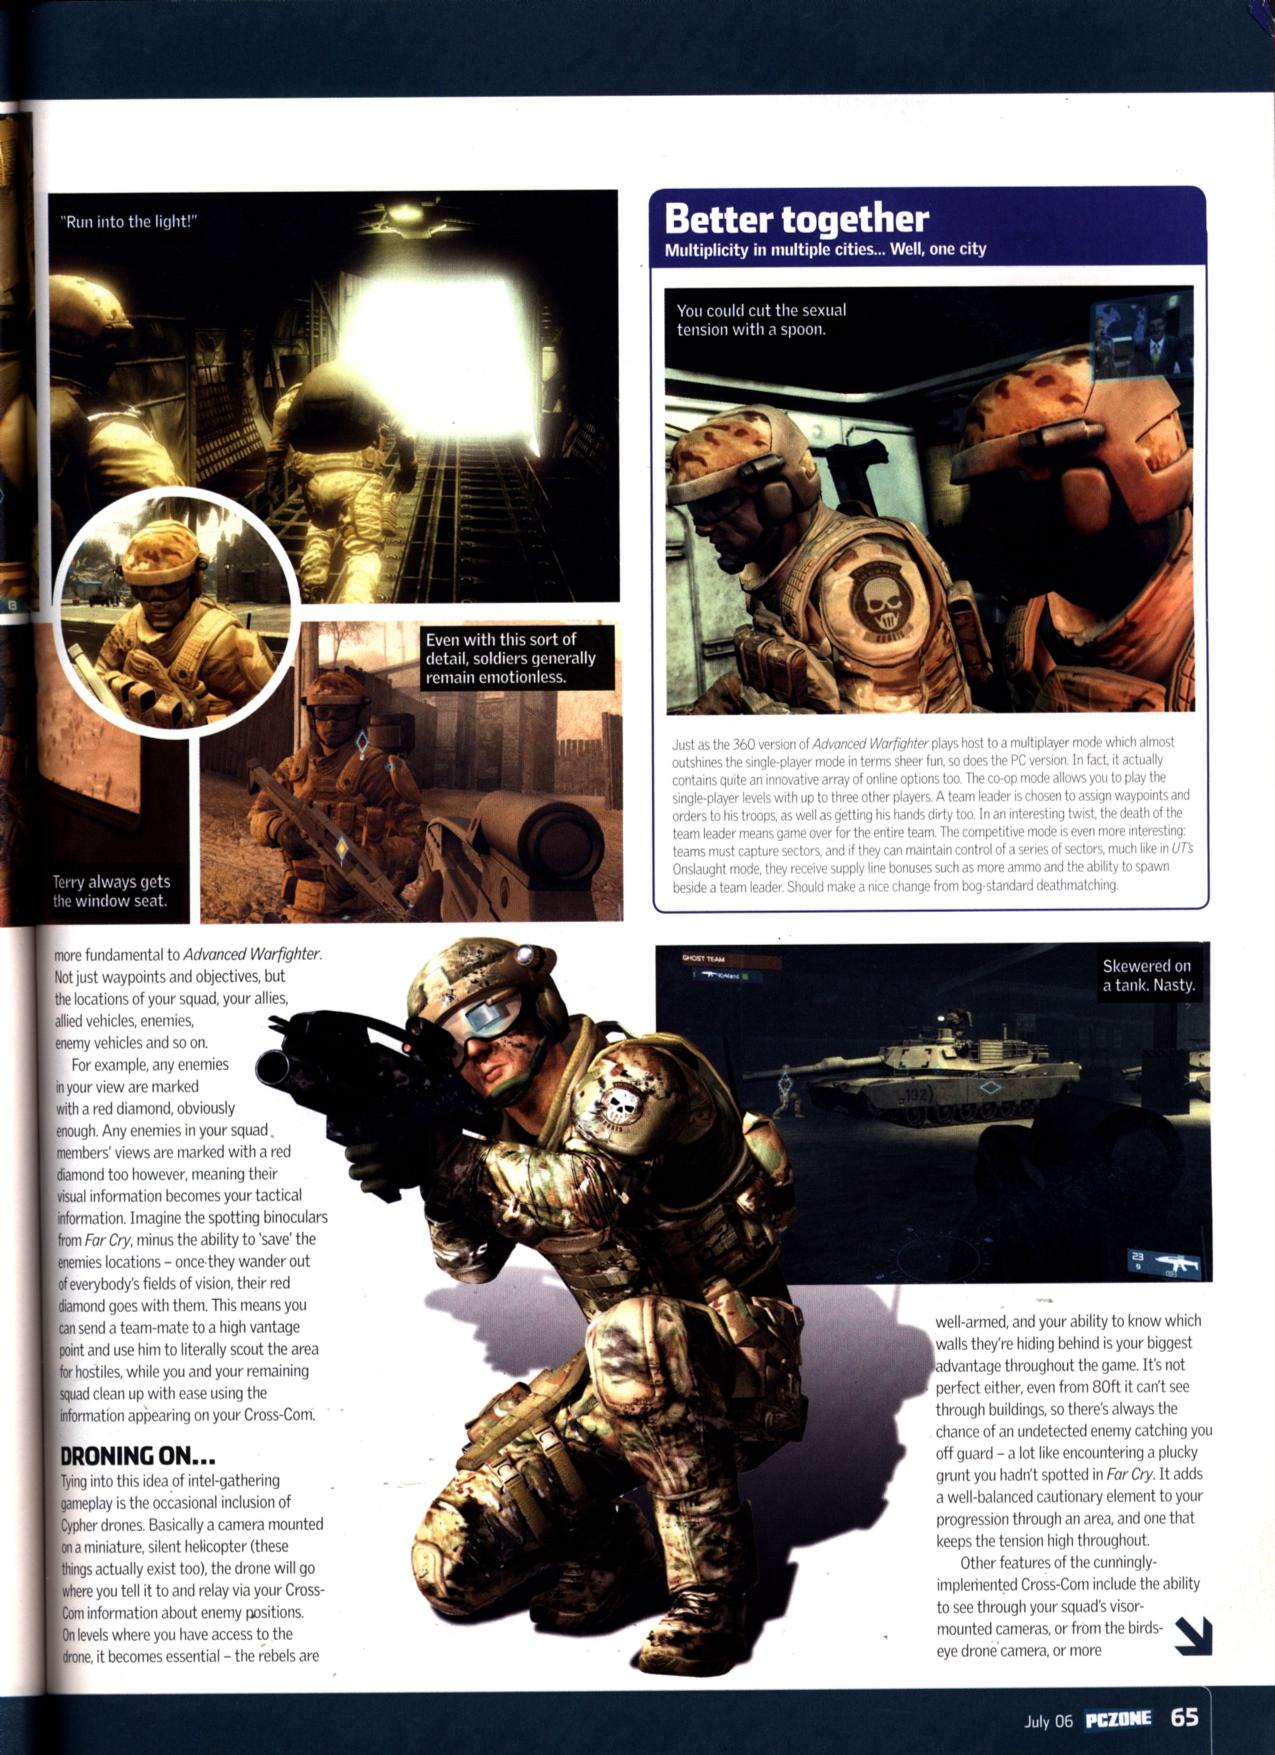 "Run into the light!"
Even with this sort of
detail, soldiers generally
remain emotionless.
Terry always gets
the window seat.
Better together
Multiplicity in multiple cities... Well, one city
You could cut the sexual
tension with a spoon.
Just as the 360 version of Advanced Warfighter plays host to a multiplayer mode which almost
outshines the single-player mode in terms sheer fun, so does the PC version. In fact, it actually
contains quite an innovative array of online options too. The co-op mode allows you to play the
single-player levels with up to three other players. A team leader is chosen to assign waypoints and
orders to his troops, as well as getting his hands dirty too. In an interesting twist, the death of the
team leader means game over for the entire team. The competitive mode is even more interesting:
teams must capture sectors, and if they can maintain control of a series of sectors, much like in UT's
Onslaught mode, they receive supply line bonuses such as more ammo and the ability to spawn
beside a team leader. Should make a nice change from bog-standard deathmatching.
more fundamental to Advanced Warfighter.
Not just waypoints and objectives, but
the locations of your squad, your allies,
allied vehicles, enemies,
enemy vehicles and so on.
For example, any enemies
in your view are marked
with a red diamond, obviously
enough. Any enemies in your squad
members' views are marked with a red
diamond too however, meaning their
visual information becomes your tactical
information. Imagine the spotting binoculars
from Far Cry, minus the ability to 'save' the
enemies locations – once they wander out
of everybody's fields of vision, their red
diamond goes with them. This means you
can send a team-mate to a high vantage
point and use him to literally scout the area
for hostiles, while you and your remaining
squad clean up with ease using the
information appearing on your Cross-Com.
DRONING ON...
Tying into this idea of intel-gathering
gameplay is the occasional inclusion of
Cypher drones. Basically a camera mounted
on a miniature, silent helicopter (these
things actually exist too), the drone will go
where you tell it to and relay via your Cross-
Com information about enemy positions.
On levels where you have access to the
drone, it becomes essential – the rebels are
GHOST TEAM
Kirkland
Skewered on
a tank. Nasty.
132
23
well-armed, and your ability to know which
walls they're hiding behind is your biggest
advantage throughout the game. It's not
perfect either, even from 80ft it can't see
through buildings, so there's always the
chance of an undetected enemy catching you
off guard – a lot like encountering a plucky
grunt you hadn't spotted in Far Cry. It adds
a well-balanced cautionary element to your
progression through an area, and one that
keeps the tension high throughout.
Other features of the cunningly-
implemented Cross-Com include the ability
to see through your squad's visor-
mounted cameras, or from the birds-
eye drone camera, or more
July 06 PCZONE 65